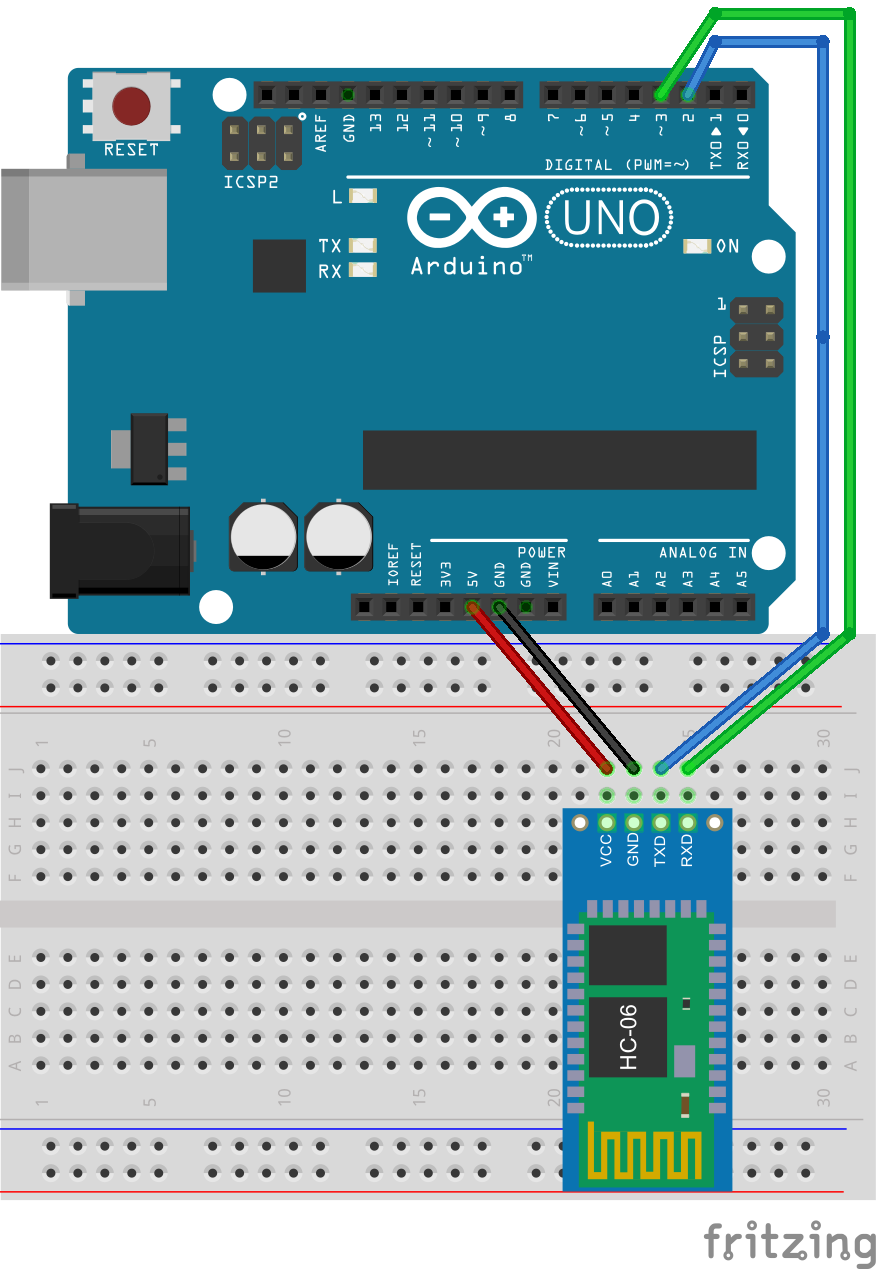 RESET
ICSP2
AREF
GND
13
12
~11
~10
~9
8
7
~6
~5
4
~3
2
TX0▶1
RX0◀0
DIGITAL (PWM=~)
L
TX
RX
UNO
Arduino™
ON
1
ICSP
IOREF
RESET
3V3
5V
GND
GND
VIN
POWER
A0
A1
A2
A3
A4
A5
ANALOG IN
1
5
10
15
20
30
J
I
H
G
F
J
I
H
G
F
VCC
GND
TXD
RXD
HC-06
E
D
C
B
A
E
D
C
B
A
1
5
10
15
20
30
fritzing